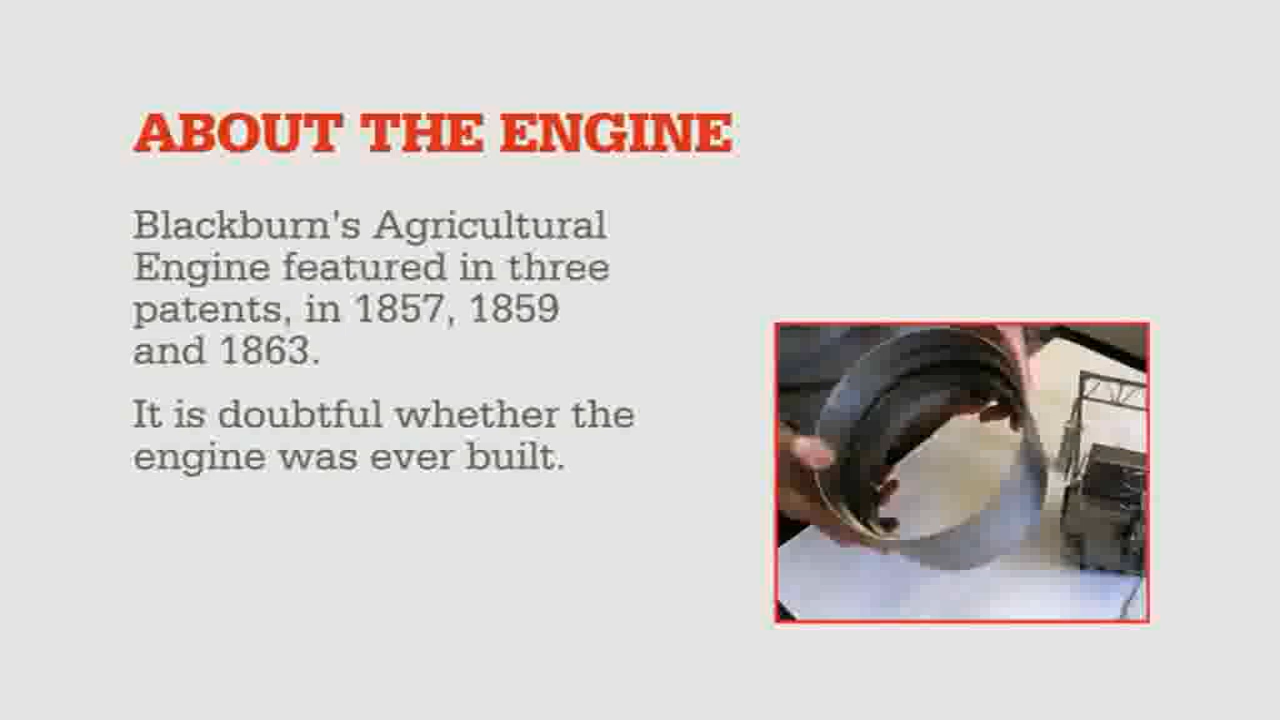 ABOUT THE ENGINE
Blackburn's Agricultural
Engine featured in three
patents, in 1857, 1859
and 1863.
It is doubtful whether the
engine was ever built.